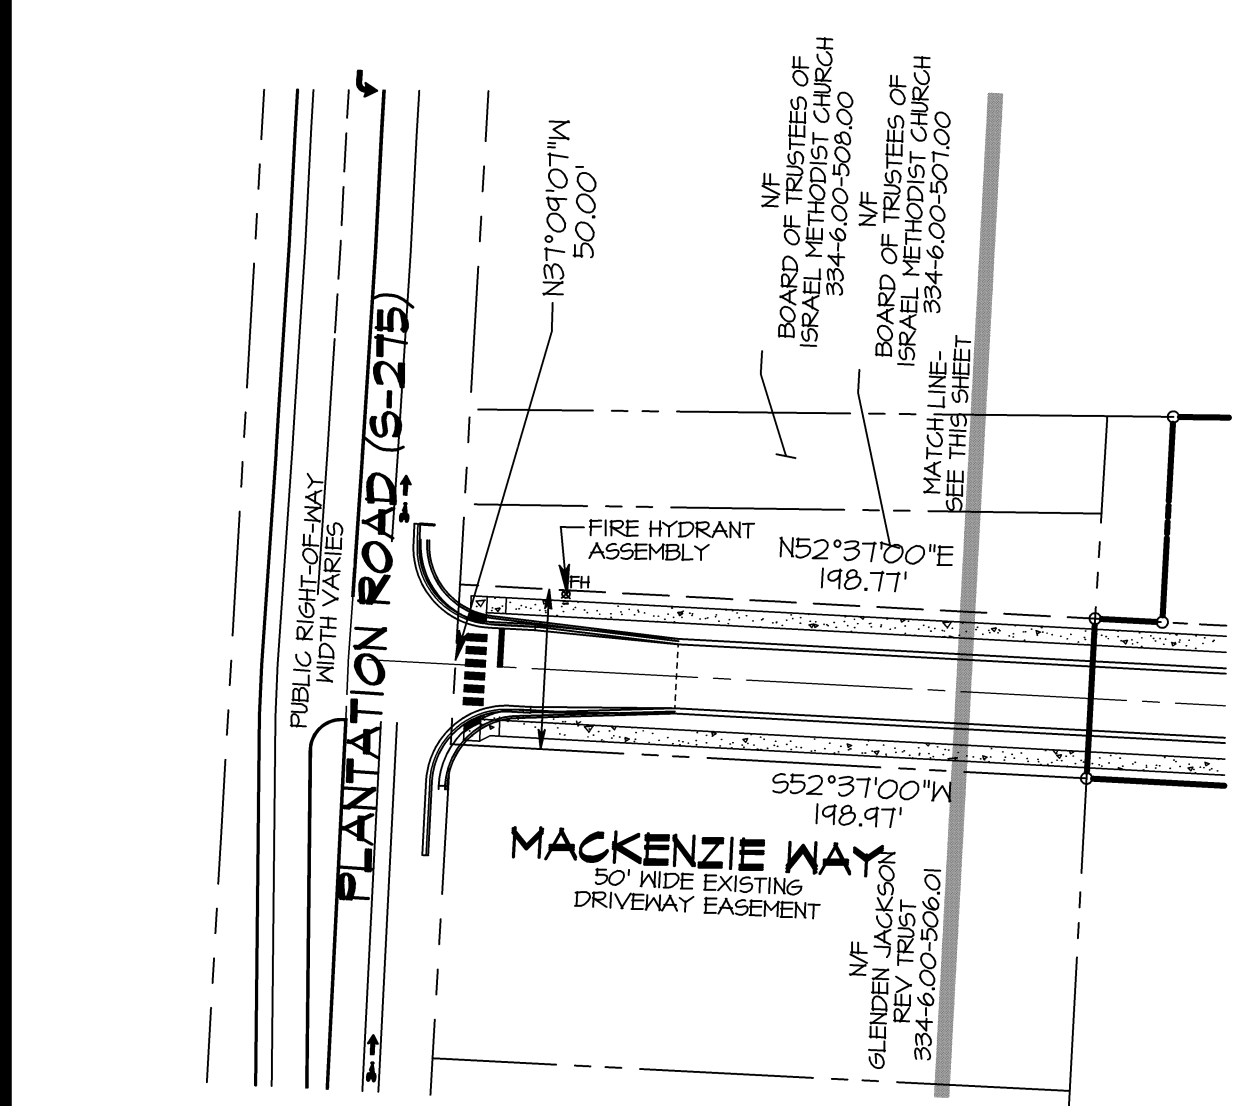 N37°09'07"W
50.00'
N/F
BOARD OF TRUSTEES OF
ISRAEL METHODIST CHURCH
334-6.00-508.00
N/F
BOARD OF TRUSTEES OF
ISRAEL METHODIST CHURCH
334-6.00-507.00
MATCH LINE-
SEE THIS SHEET
PUBLIC RIGHT-OF-WAY
WIDTH VARIES
PLANTATION ROAD (S-275)
FIRE HYDRANT
ASSEMBLY
FH
N52°37'00"E
198.77'
S52°37'00"W
198.97'
MACKENZIE WAY
50' WIDE EXISTING
DRIVEWAY EASEMENT
N/F
GLENDEN JACKSON
REV TRUST
334-6.00-506.01